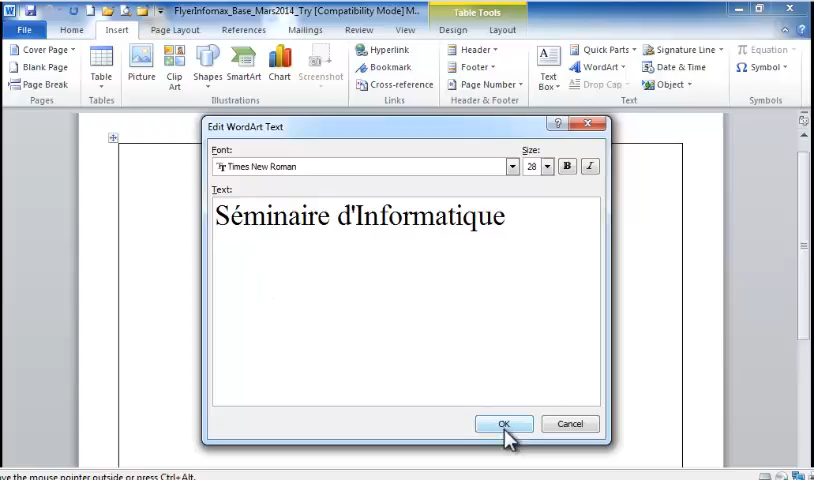 FlyerInfomax_Base_Mars2014_Try [Compatibility Mode] M...
Table Tools
File Home Insert Page Layout References Mailings Review View Design Layout
Cover Page
Blank Page
Page Break
Pages
Table
Tables
Picture
Clip Art
Shapes
SmartArt
Chart
Screenshot
Illustrations
Hyperlink
Bookmark
Cross-reference
Links
Header
Footer
Page Number
Header & Footer
Text Box
Quick Parts
WordArt
Drop Cap
Signature Line
Date & Time
Object
Text
Equation
Symbol
Symbols
Edit WordArt Text
Font:
Size:
Times New Roman
28
B I
Text:
Séminaire d'Informatique
OK
Cancel
ave the mouse pointer outside or press Ctrl+Alt.